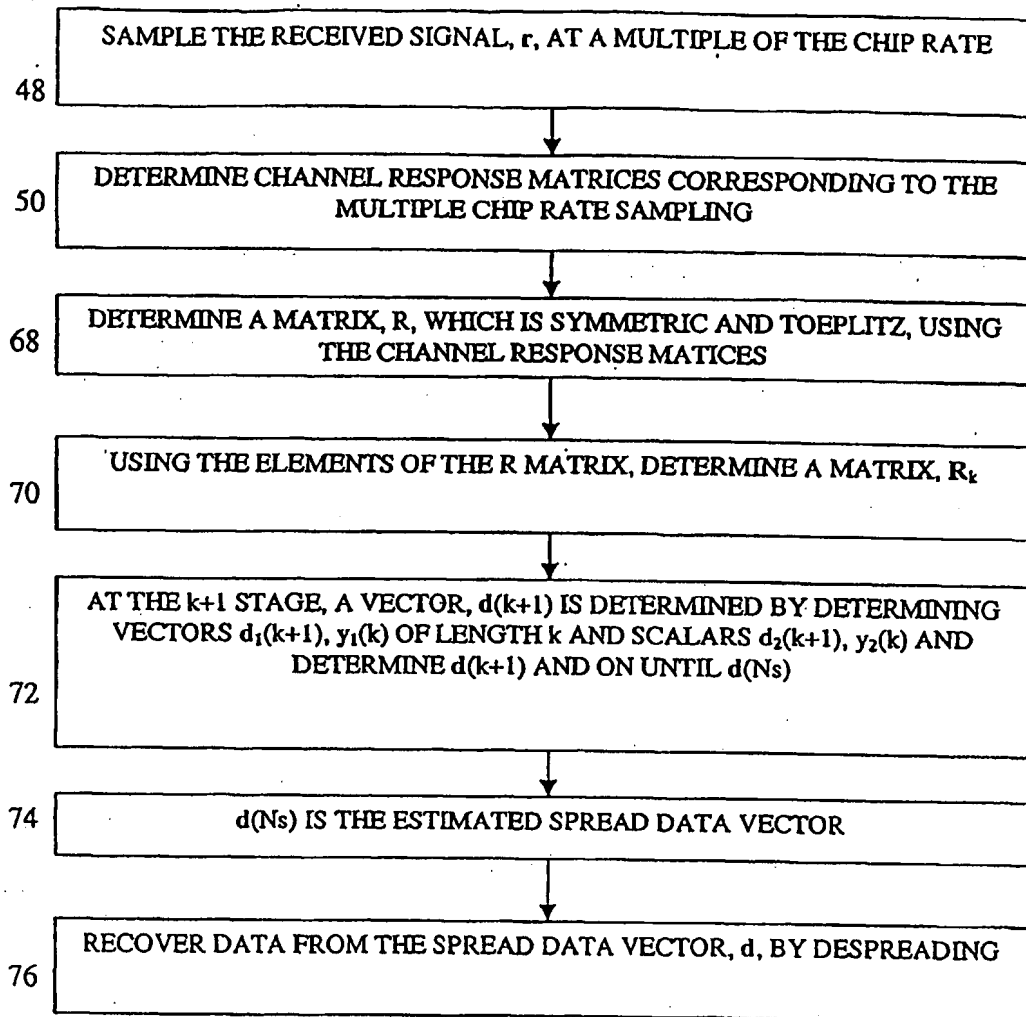 SAMPLE THE RECEIVED SIGNAL, r, AT A MULTIPLE OF THE CHIP RATE
48
DETERMINE CHANNEL RESPONSE MATRICES CORRESPONDING TO THE
MULTIPLE CHIP RATE SAMPLING
50
DETERMINE A MATRIX, R, WHICH IS SYMMETRIC AND TOEPLITZ, USING
THE CHANNEL RESPONSE MATICES
68
USING THE ELEMENTS OF THE R MATRIX, DETERMINE A MATRIX, Rk
70
AT THE k+1 STAGE, A VECTOR, d(k+1) IS DETERMINED BY DETERMINING
VECTORS d1(k+1), y1(k) OF LENGTH k AND SCALARS d2(k+1), y2(k) AND
DETERMINE d(k+1) AND ON UNTIL d(Ns)
72
d(Ns) IS THE ESTIMATED SPREAD DATA VECTOR
74
RECOVER DATA FROM THE SPREAD DATA VECTOR, d, BY DESPREADING
76